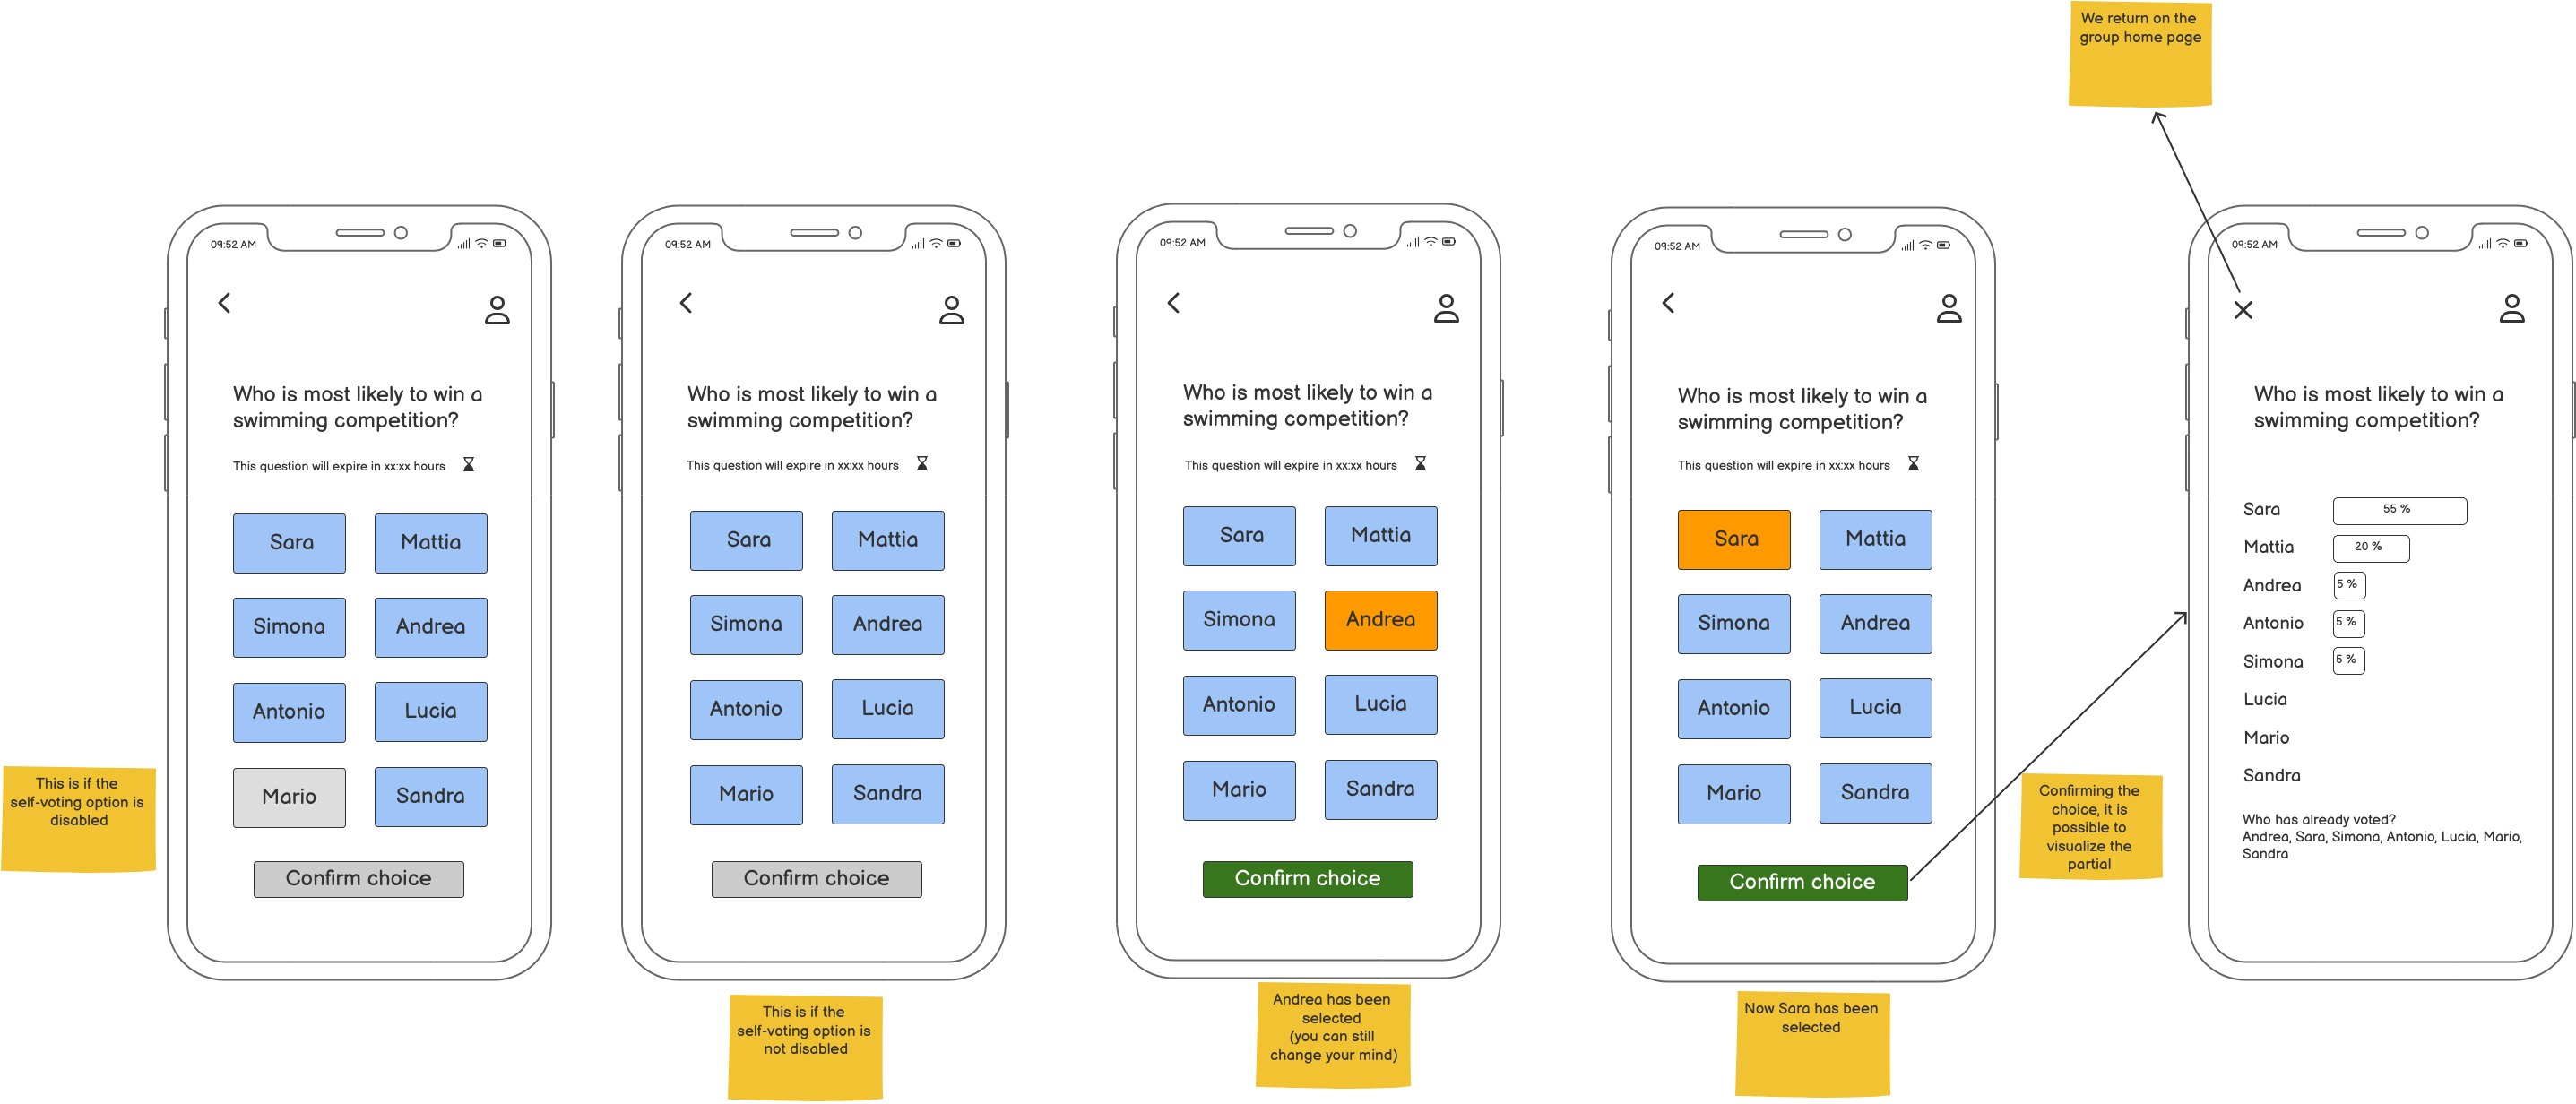 We return on the
group home page
09:52 AM
Who is most likely to win a
swimming competition?
This question will expire in xx:xx hours
Sara
Mattia
Simona
Andrea
Antonio
Lucia
Mario
Sandra
Confirm choice
This is if the
self-voting option is
disabled
09:52 AM
Who is most likely to win a
swimming competition?
This question will expire in xx:xx hours
Sara
Mattia
Simona
Andrea
Antonio
Lucia
Mario
Sandra
Confirm choice
This is if the
self-voting option is
not disabled
09:52 AM
Who is most likely to win a
swimming competition?
This question will expire in xx:xx hours
Sara
Mattia
Simona
Andrea
Antonio
Lucia
Mario
Sandra
Confirm choice
Andrea has been
selected
(you can still
change your mind)
09:52 AM
Who is most likely to win a
swimming competition?
This question will expire in xx:xx hours
Sara
Mattia
Simona
Andrea
Antonio
Lucia
Mario
Sandra
Confirm choice
Now Sara has been
selected
Confirming the
choice, it is
possible to
visualize the
partial
09:52 AM
Who is most likely to win a
swimming competition?
Sara 55 %
Mattia 20 %
Andrea 5 %
Antonio 5 %
Simona 5 %
Lucia
Mario
Sandra
Who has already voted?
Andrea, Sara, Simona, Antonio, Lucia, Mario,
Sandra